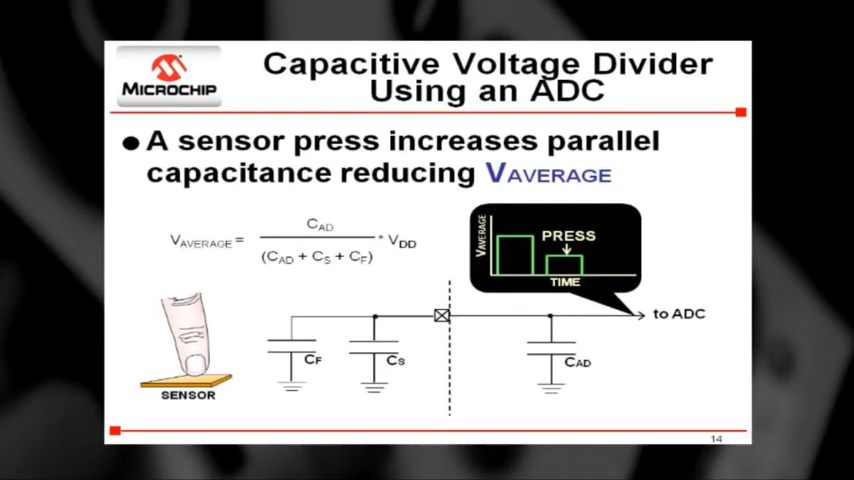 MICROCHIP
Capacitive Voltage Divider
Using an ADC
● A sensor press increases parallel
capacitance reducing VAVERAGE
VAVERAGE = CAD / (CAD + CS + CF) * VDD
VAVERAGE
PRESS
TIME
to ADC
CF
CS
CAD
SENSOR
14